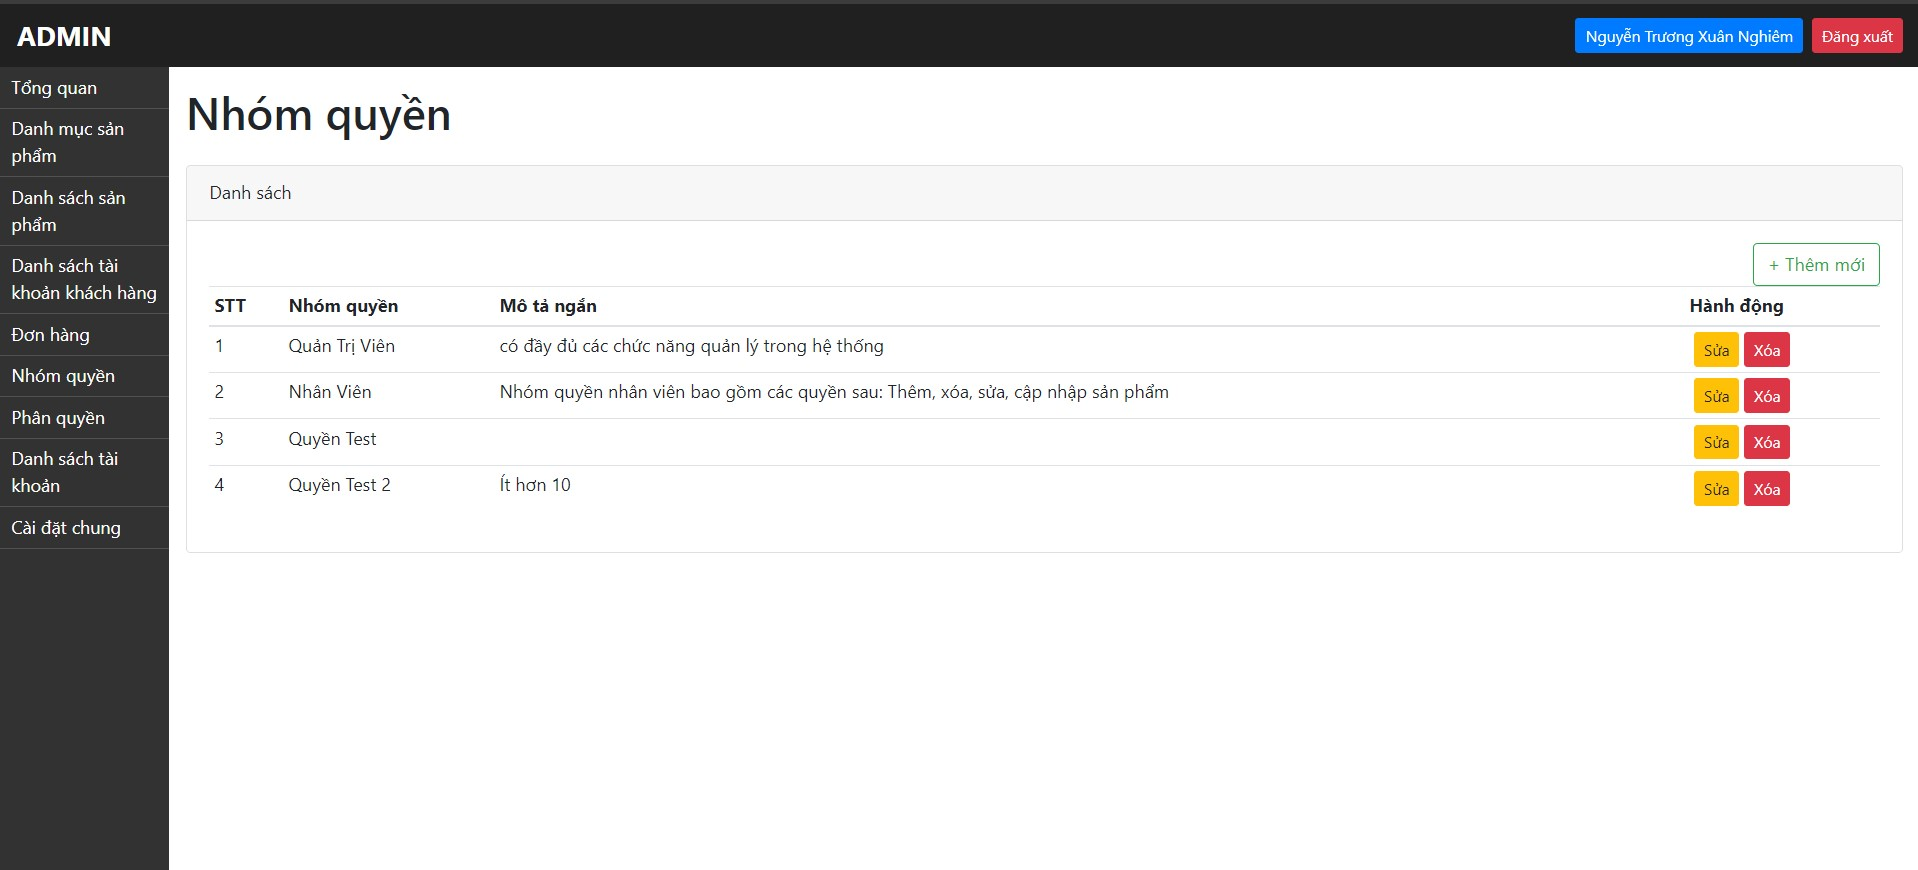 ADMIN
Nguyễn Trương Xuân Nghiêm
Đăng xuất
Tổng quan
Danh mục sản
phẩm
Danh sách sản
phẩm
Danh sách tài
khoản khách hàng
Đơn hàng
Nhóm quyền
Phân quyền
Danh sách tài
khoản
Cài đặt chung
Nhóm quyền
Danh sách
+ Thêm mới
STT Nhóm quyền Mô tả ngắn Hành động
1 Quản Trị Viên có đầy đủ các chức năng quản lý trong hệ thống Sửa Xóa
2 Nhân Viên Nhóm quyền nhân viên bao gồm các quyền sau: Thêm, xóa, sửa, cập nhập sản phẩm Sửa Xóa
3 Quyền Test Sửa Xóa
4 Quyền Test 2 Ít hơn 10 Sửa Xóa